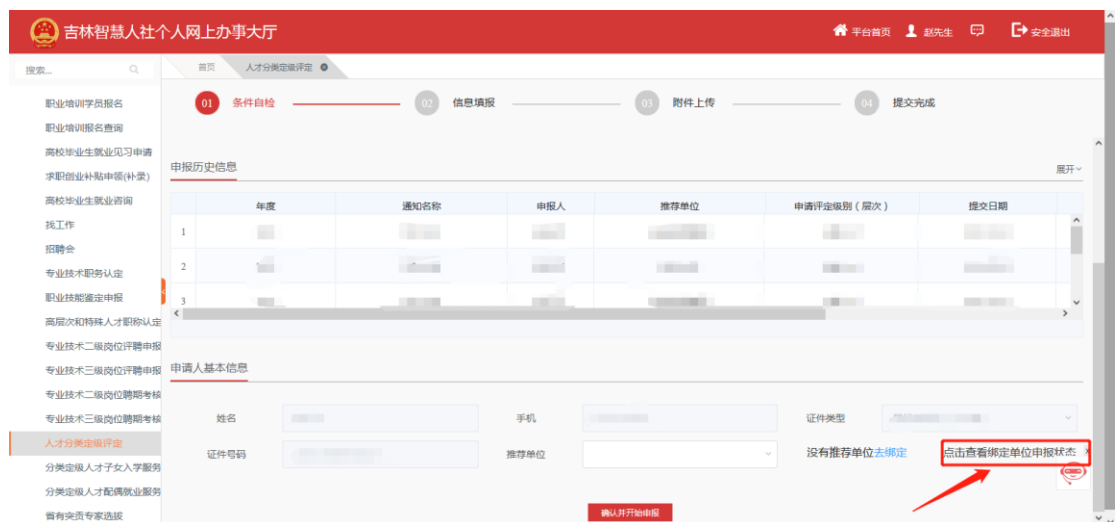 吉林智慧人社个人网上办事大厅
平台首页 赵先生 安全退出
搜索...
首页 人才分类定级评定
职业培训学员报名
职业培训报名查询
高校毕业生就业见习申请
求职创业补贴申领(补录)
高校毕业生就业咨询
找工作
招聘会
专业技术职务认定
职业技能鉴定申报
高层次和特殊人才职称认定
专业技术二级岗位评聘申报
专业技术三级岗位评聘申报
专业技术二级岗位聘期考核
专业技术三级岗位聘期考核
人才分类定级评定
分类定级人才子女入学服务
分类定级人才配偶就业服务
省有突贡专家选拔
01 条件自检 02 信息填报 03 附件上传 04 提交完成
申报历史信息 展开
年度 通知名称 申报人 推荐单位 申请评定级别（层次） 提交日期
1
2
3
申请人基本信息
姓名 手机 证件类型
证件号码 推荐单位 没有推荐单位去绑定 点击查看绑定单位申报状态
确认并开始申报